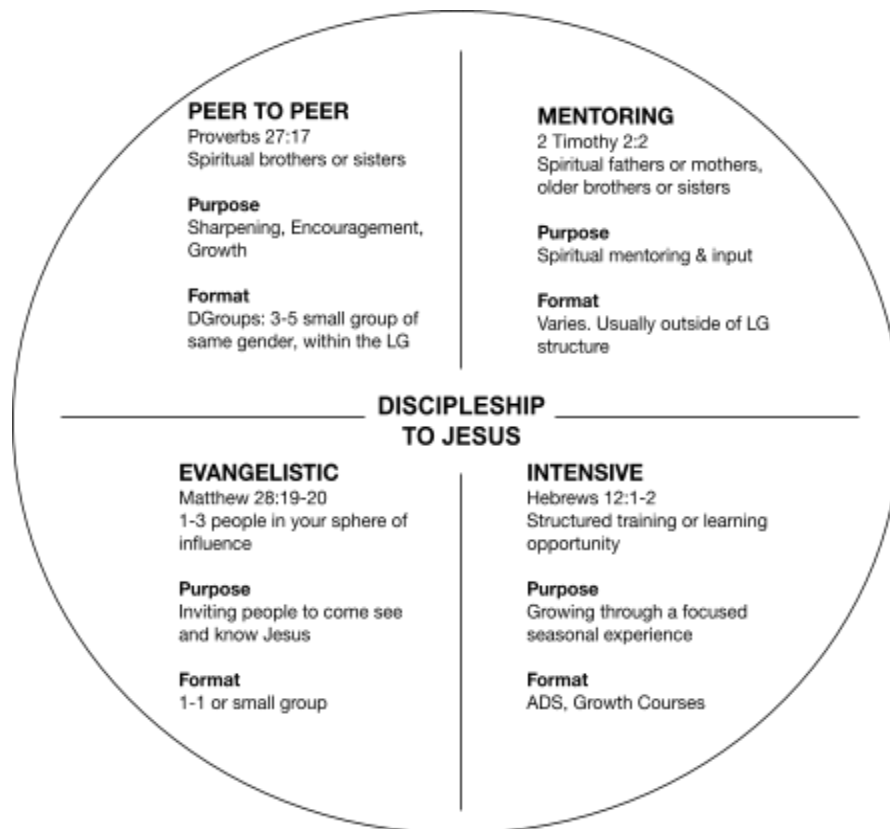 PEER TO PEER
Proverbs 27:17
Spiritual brothers or sisters
Purpose
Sharpening, Encouragement,
Growth
Format
DGroups: 3-5 small group of
same gender, within the LG
MENTORING
2 Timothy 2:2
Spiritual fathers or mothers,
older brothers or sisters
Purpose
Spiritual mentoring & input
Format
Varies. Usually outside of LG
structure
DISCIPLESHIP
TO JESUS
EVANGELISTIC
Matthew 28:19-20
1-3 people in your sphere of
influence
Purpose
Inviting people to come see
and know Jesus
Format
1-1 or small group
INTENSIVE
Hebrews 12:1-2
Structured training or learning
opportunity
Purpose
Growing through a focused
seasonal experience
Format
ADS, Growth Courses